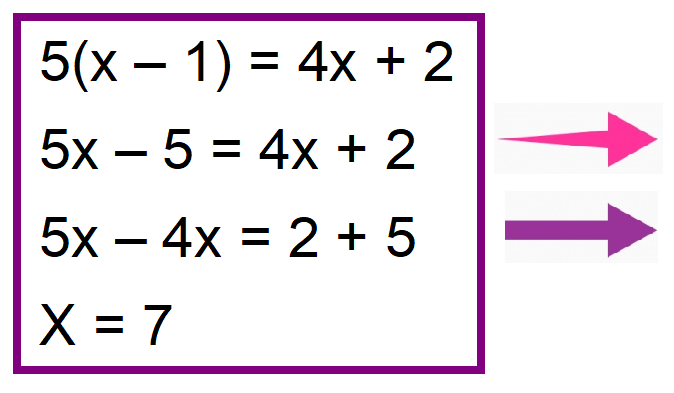 5(x – 1) = 4x + 2
5x – 5 = 4x + 2
5x – 4x = 2 + 5
X = 7